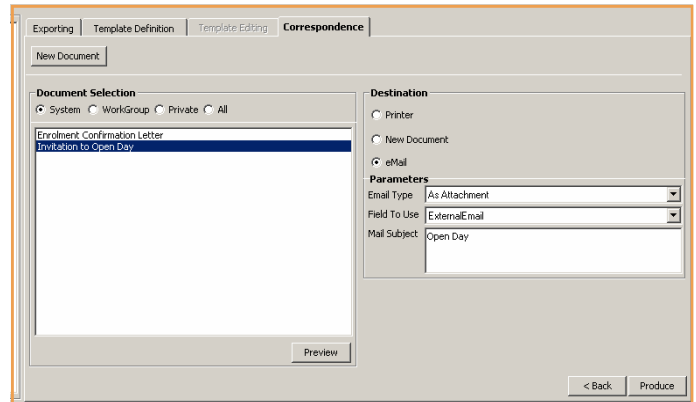 Exporting Template Definition Template Editing Correspondence
New Document
Document Selection
System WorkGroup Private All
Enrolment Confirmation Letter
Invitation to Open Day
Preview
Destination
Printer
New Document
eMail
Parameters
Email Type As Attachment
Field To Use ExternalEmail
Mail Subject Open Day
< Back Produce